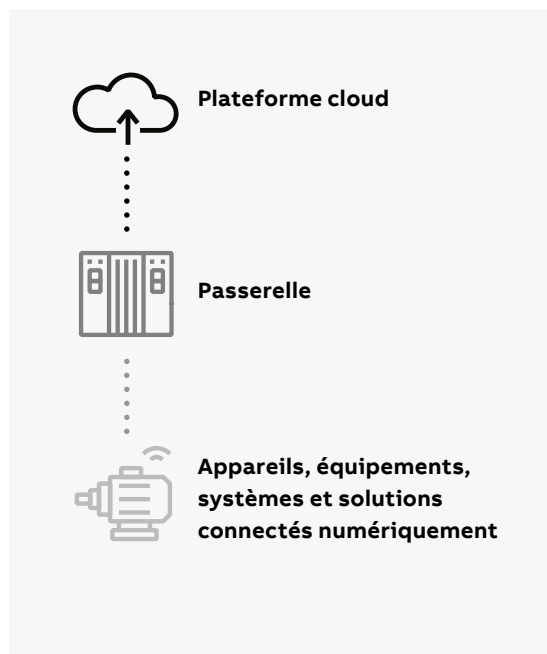 Plateforme cloud
Passerelle
Appareils, équipements,
systèmes et solutions
connectés numériquement